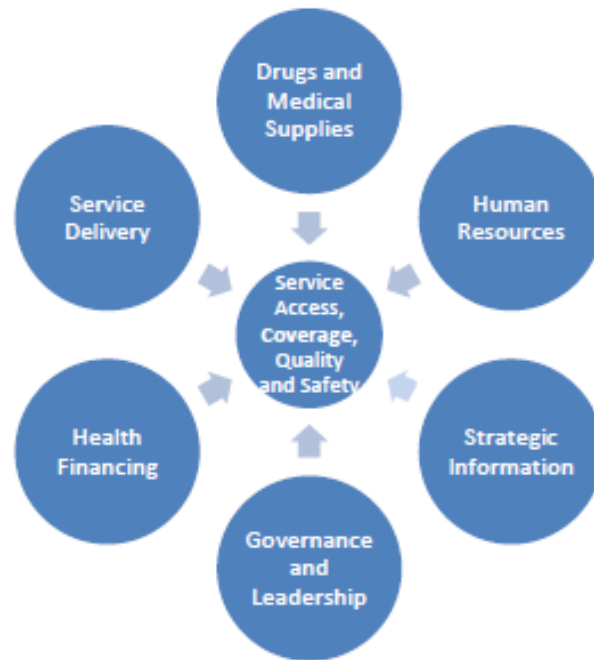 Drugs and
Medical
Supplies
Human
Resources
Strategic
Information
Governance
and
Leadership
Health
Financing
Service
Delivery
Service
Access,
Coverage,
Quality
and Safety